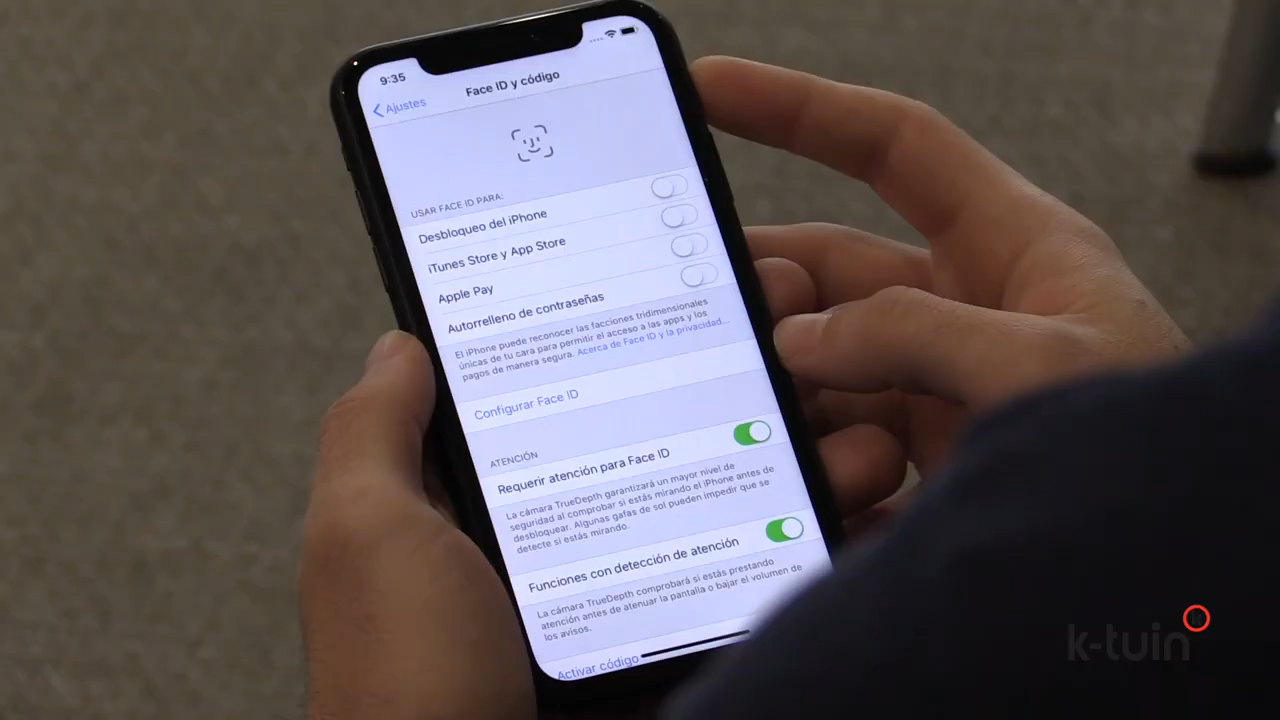 9:35
Ajustes
Face ID y código
USAR FACE ID PARA:
Desbloqueo del iPhone
iTunes Store y App Store
Apple Pay
Autorrelleno de contraseñas
El iPhone puede reconocer las facciones tridimensionales
únicas de tu cara para permitir el acceso a las apps y los
pagos de manera segura. Acerca de Face ID y la privacidad...
Configurar Face ID
ATENCIÓN
Requerir atención para Face ID
La cámara TrueDepth garantizará un mayor nivel de
seguridad al comprobar si estás mirando el iPhone antes de
desbloquear. Algunas gafas de sol pueden impedir que se
detecte si estás mirando.
Funciones con detección de atención
La cámara TrueDepth comprobará si estás prestando
atención antes de atenuar la pantalla o bajar el volumen de
los avisos.
Activar código
k-tuin